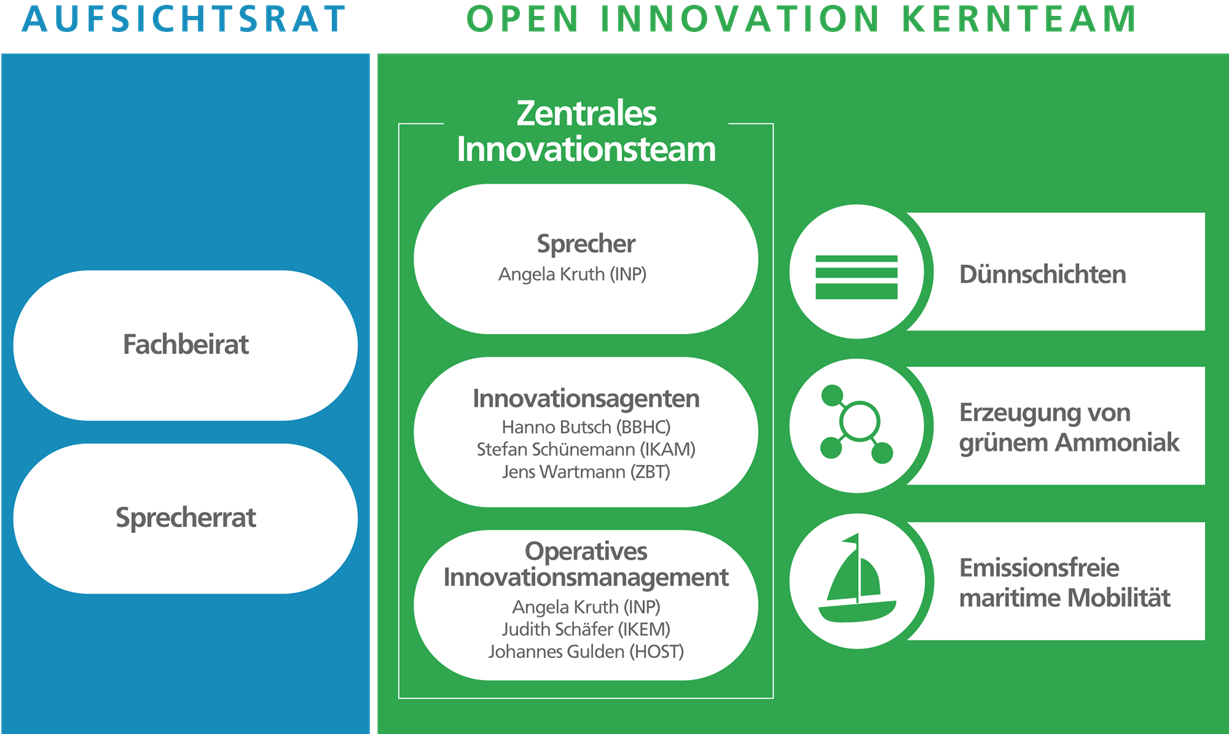 AUFSICHTSRAT
Fachbeirat
Sprecherrat
OPEN INNOVATION KERNTEAM
Zentrales
Innovationsteam
Sprecher
Angela Kruth (INP)
Innovationsagenten
Hanno Butsch (BBHC)
Stefan Schünemann (IKAM)
Jens Wartmann (ZBT)
Operatives
Innovationsmanagement
Angela Kruth (INP)
Judith Schäfer (IKEM)
Johannes Gulden (HOST)
Dünnschichten
Erzeugung von
grünem Ammoniak
Emissionsfreie
maritime Mobilität